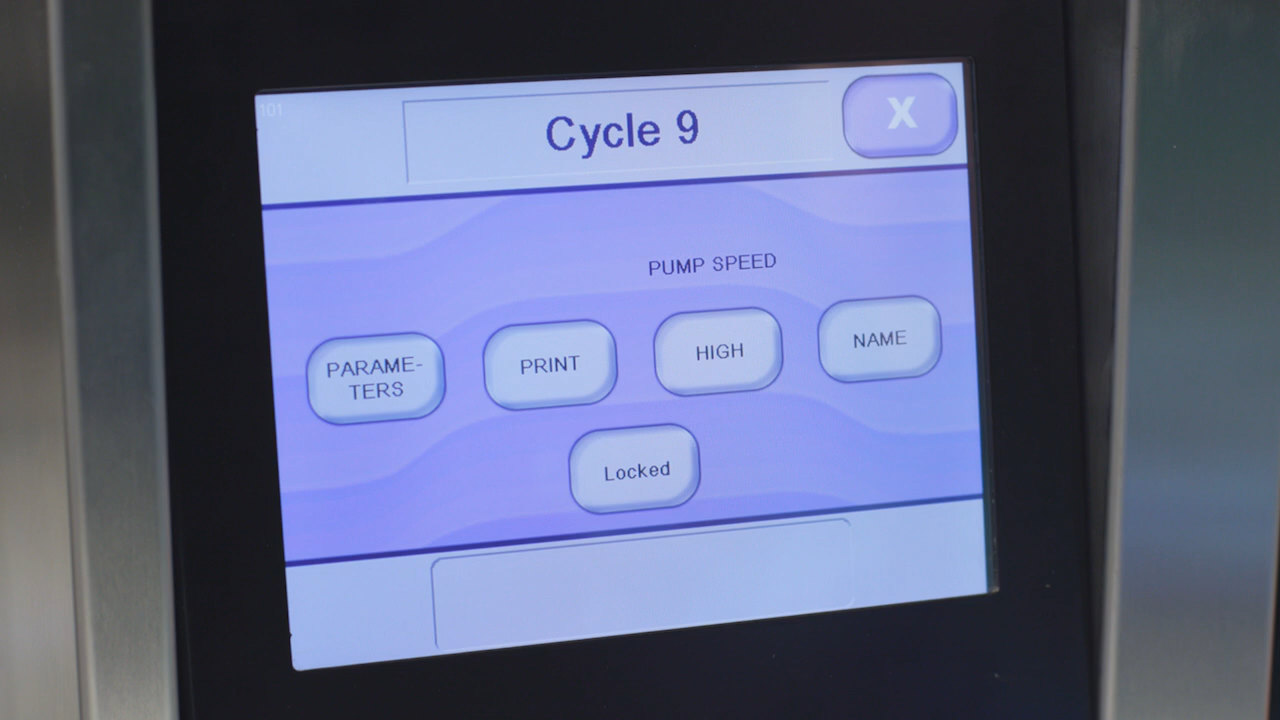 101
Cycle 9
X
PUMP SPEED
PARAME-
TERS
PRINT
HIGH
NAME
Locked